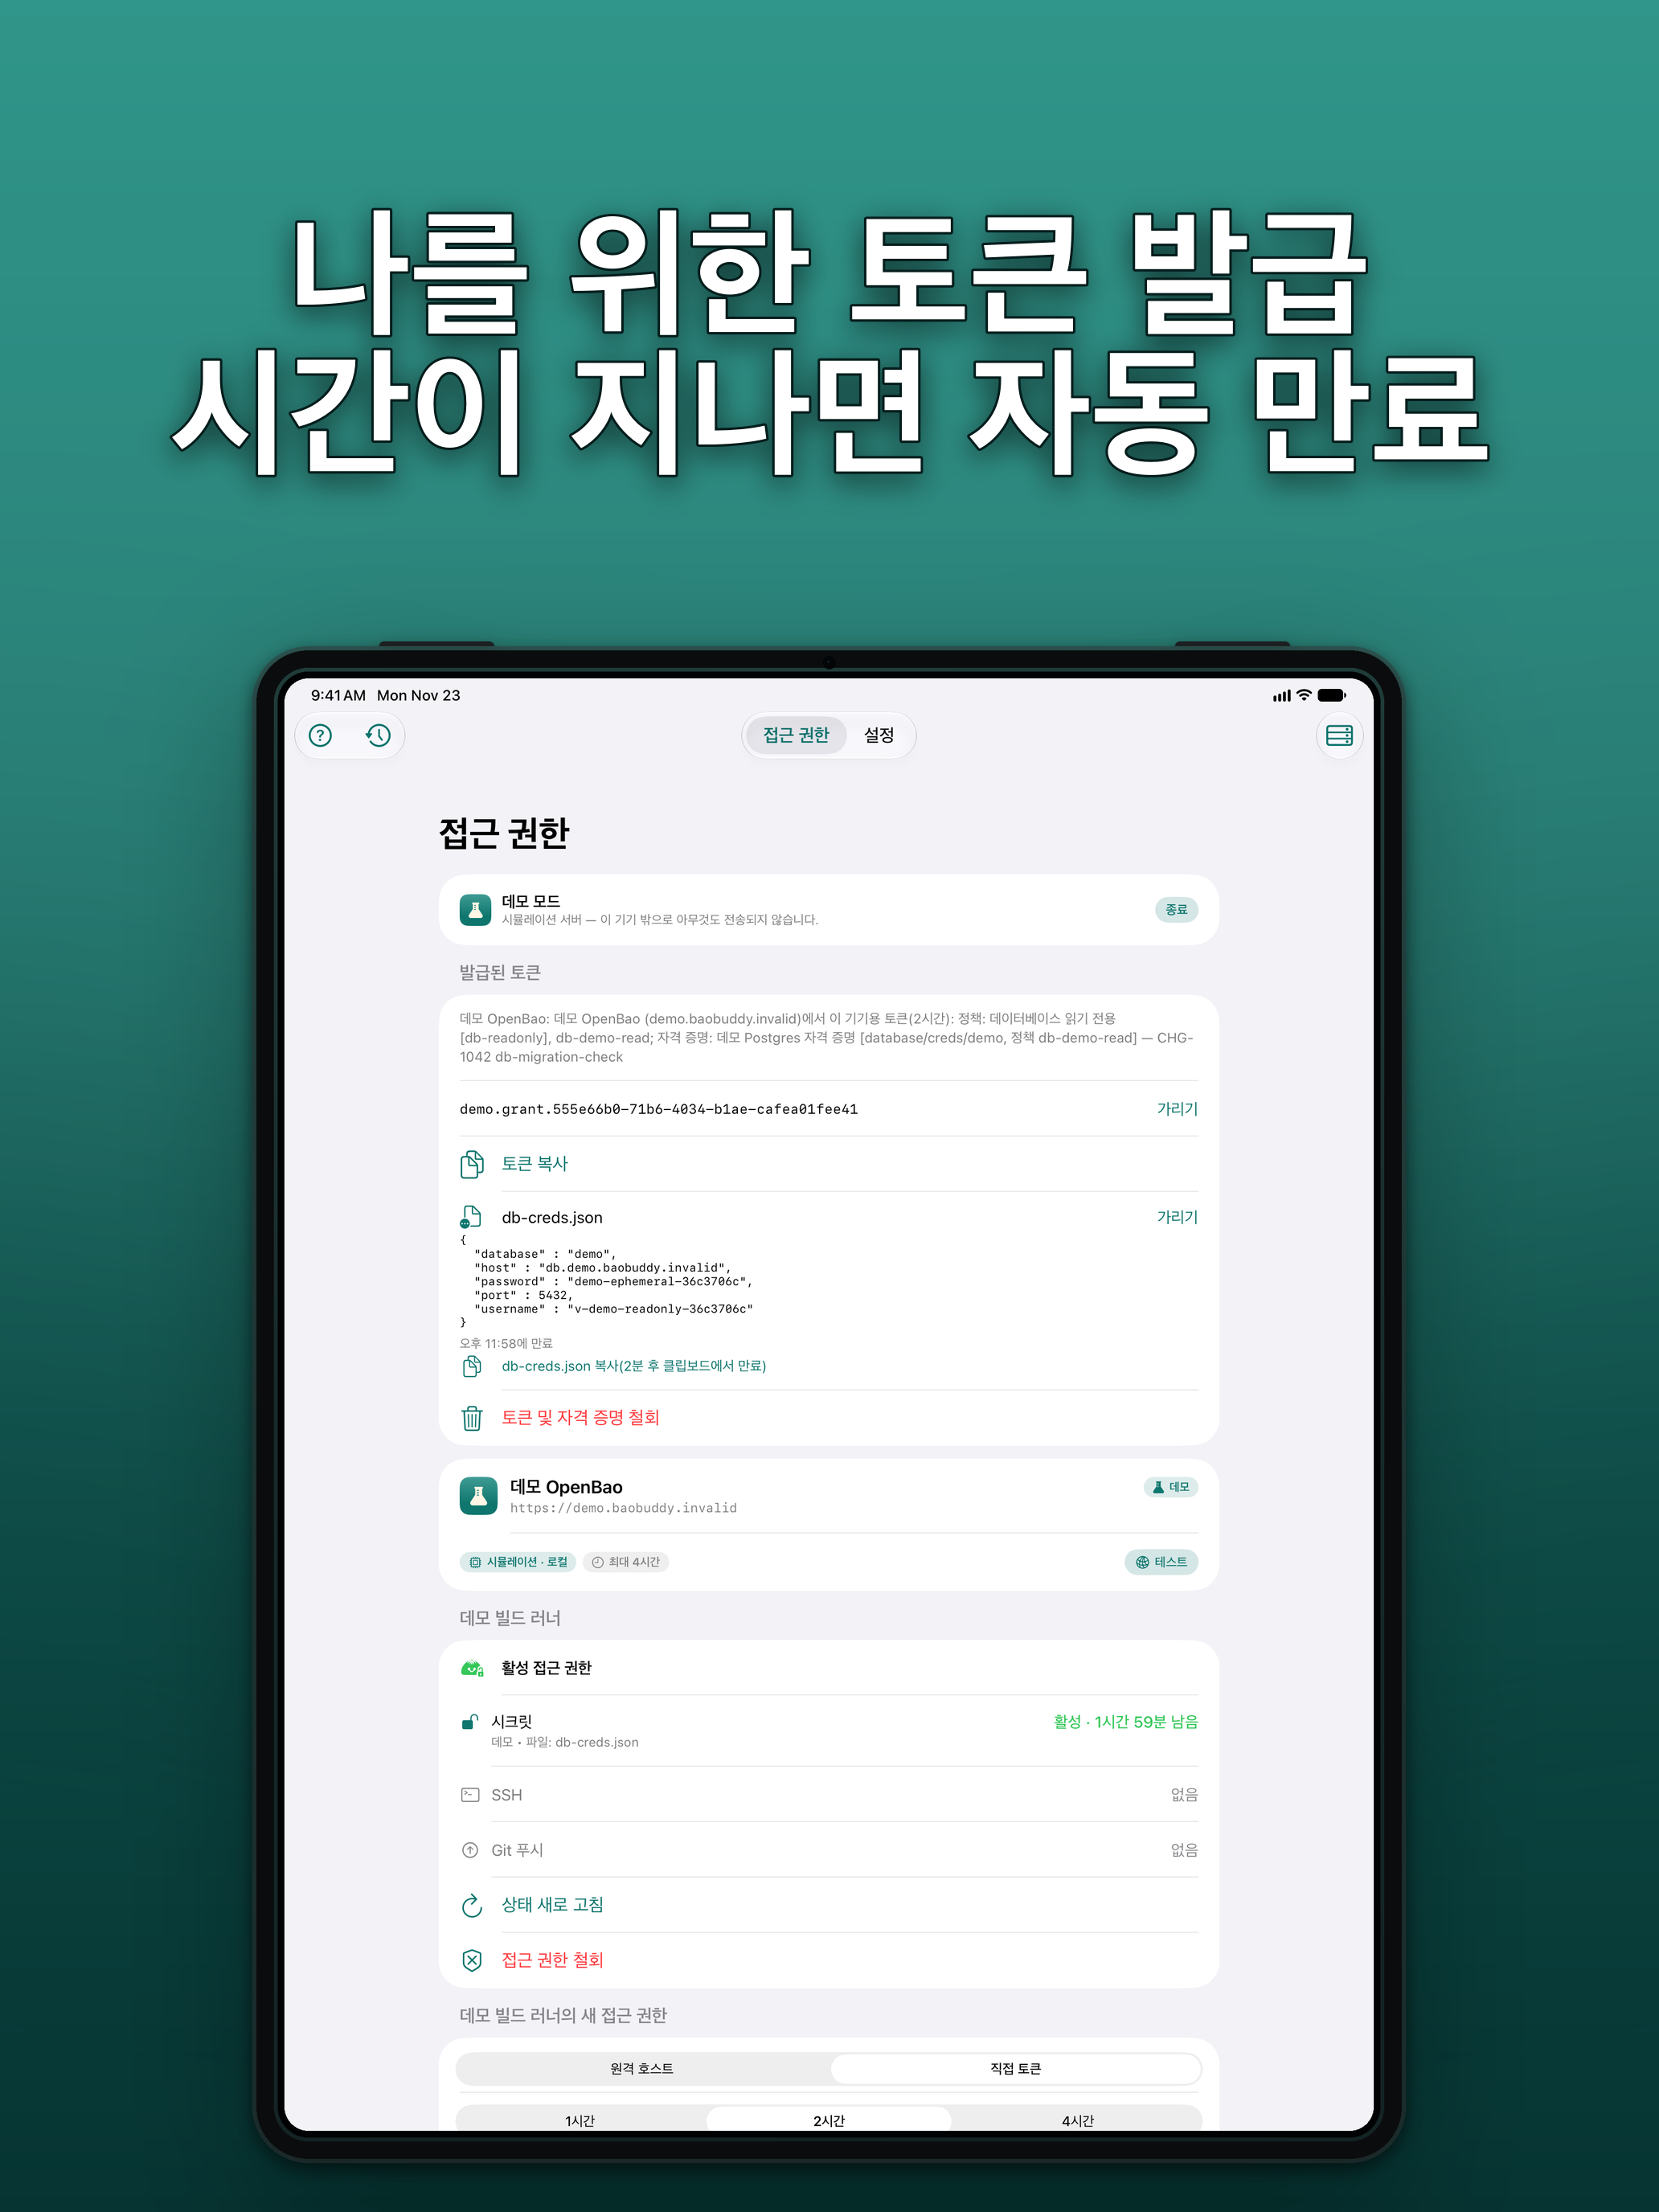 나를 위한 토큰 발급
시간이 지나면 자동 만료
9:41 AM Mon Nov 23
접근 권한 설정
접근 권한
데모 모드
시뮬레이션 서버 — 이 기기 밖으로 아무것도 전송되지 않습니다.
종료
발급된 토큰
데모 OpenBao: 데모 OpenBao (demo.baobuddy.invalid)에서 이 기기용 토큰(2시간): 정책: 데이터베이스 읽기 전용
[db-readonly], db-demo-read; 자격 증명: 데모 Postgres 자격 증명 [database/creds/demo, 정책 db-demo-read] — CHG-
1042 db-migration-check
demo.grant.555e66b0-71b6-4034-b1ae-cafea01fee41 가리기
토큰 복사
db-creds.json 가리기
{
"database" : "demo",
"host" : "db.demo.baobuddy.invalid",
"password" : "demo-ephemeral-36c3706c",
"port" : 5432,
"username" : "v-demo-readonly-36c3706c"
}
오후 11:58에 만료
db-creds.json 복사(2분 후 클립보드에서 만료)
토큰 및 자격 증명 철회
데모 OpenBao 데모
https://demo.baobuddy.invalid
시뮬레이션 · 로컬 최대 4시간 테스트
데모 빌드 러너
활성 접근 권한
시크릿 활성 · 1시간 59분 남음
데모 • 파일: db-creds.json
SSH 없음
Git 푸시 없음
상태 새로 고침
접근 권한 철회
데모 빌드 러너의 새 접근 권한
원격 호스트 직접 토큰
1시간 2시간 4시간